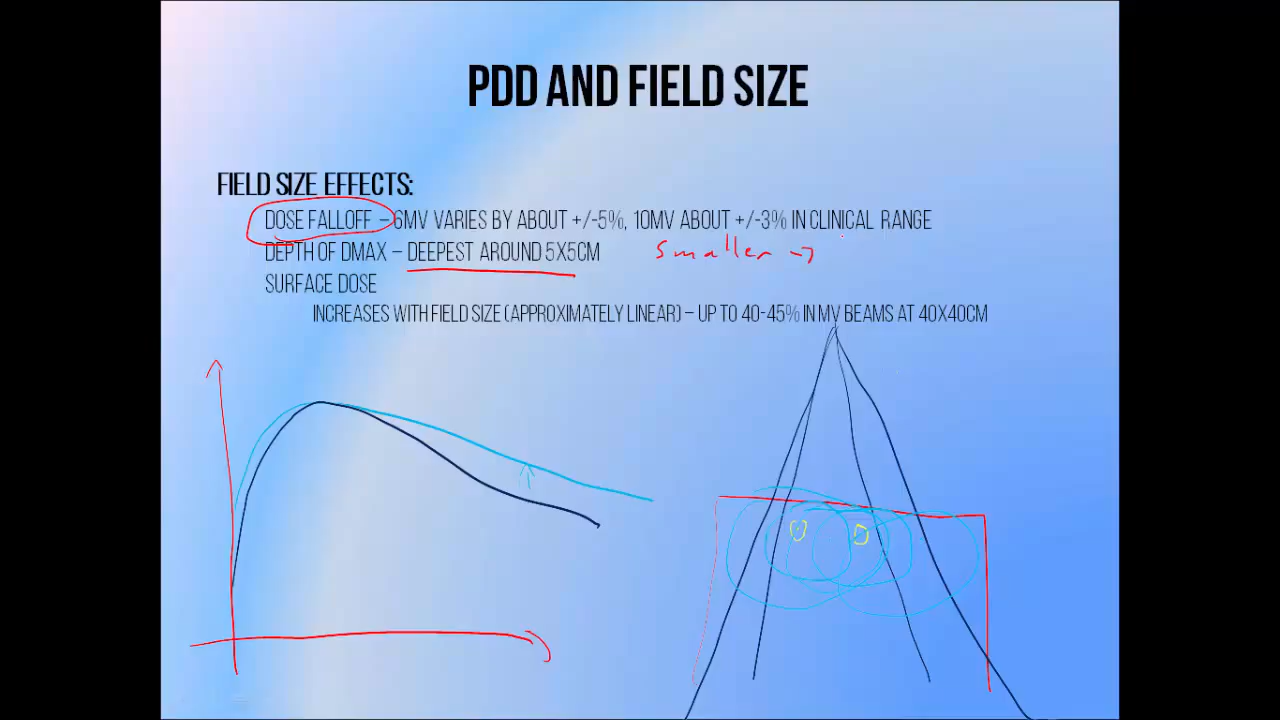 PDD AND FIELD SIZE
FIELD SIZE EFFECTS:
DOSE FALLOFF – 6MV VARIES BY ABOUT +/-5%, 10MV ABOUT +/-3% IN CLINICAL RANGE
DEPTH OF DMAX – DEEPEST AROUND 5X5CM smaller →
SURFACE DOSE
INCREASES WITH FIELD SIZE (APPROXIMATELY LINEAR) – UP TO 40-45% IN MV BEAMS AT 40X40CM